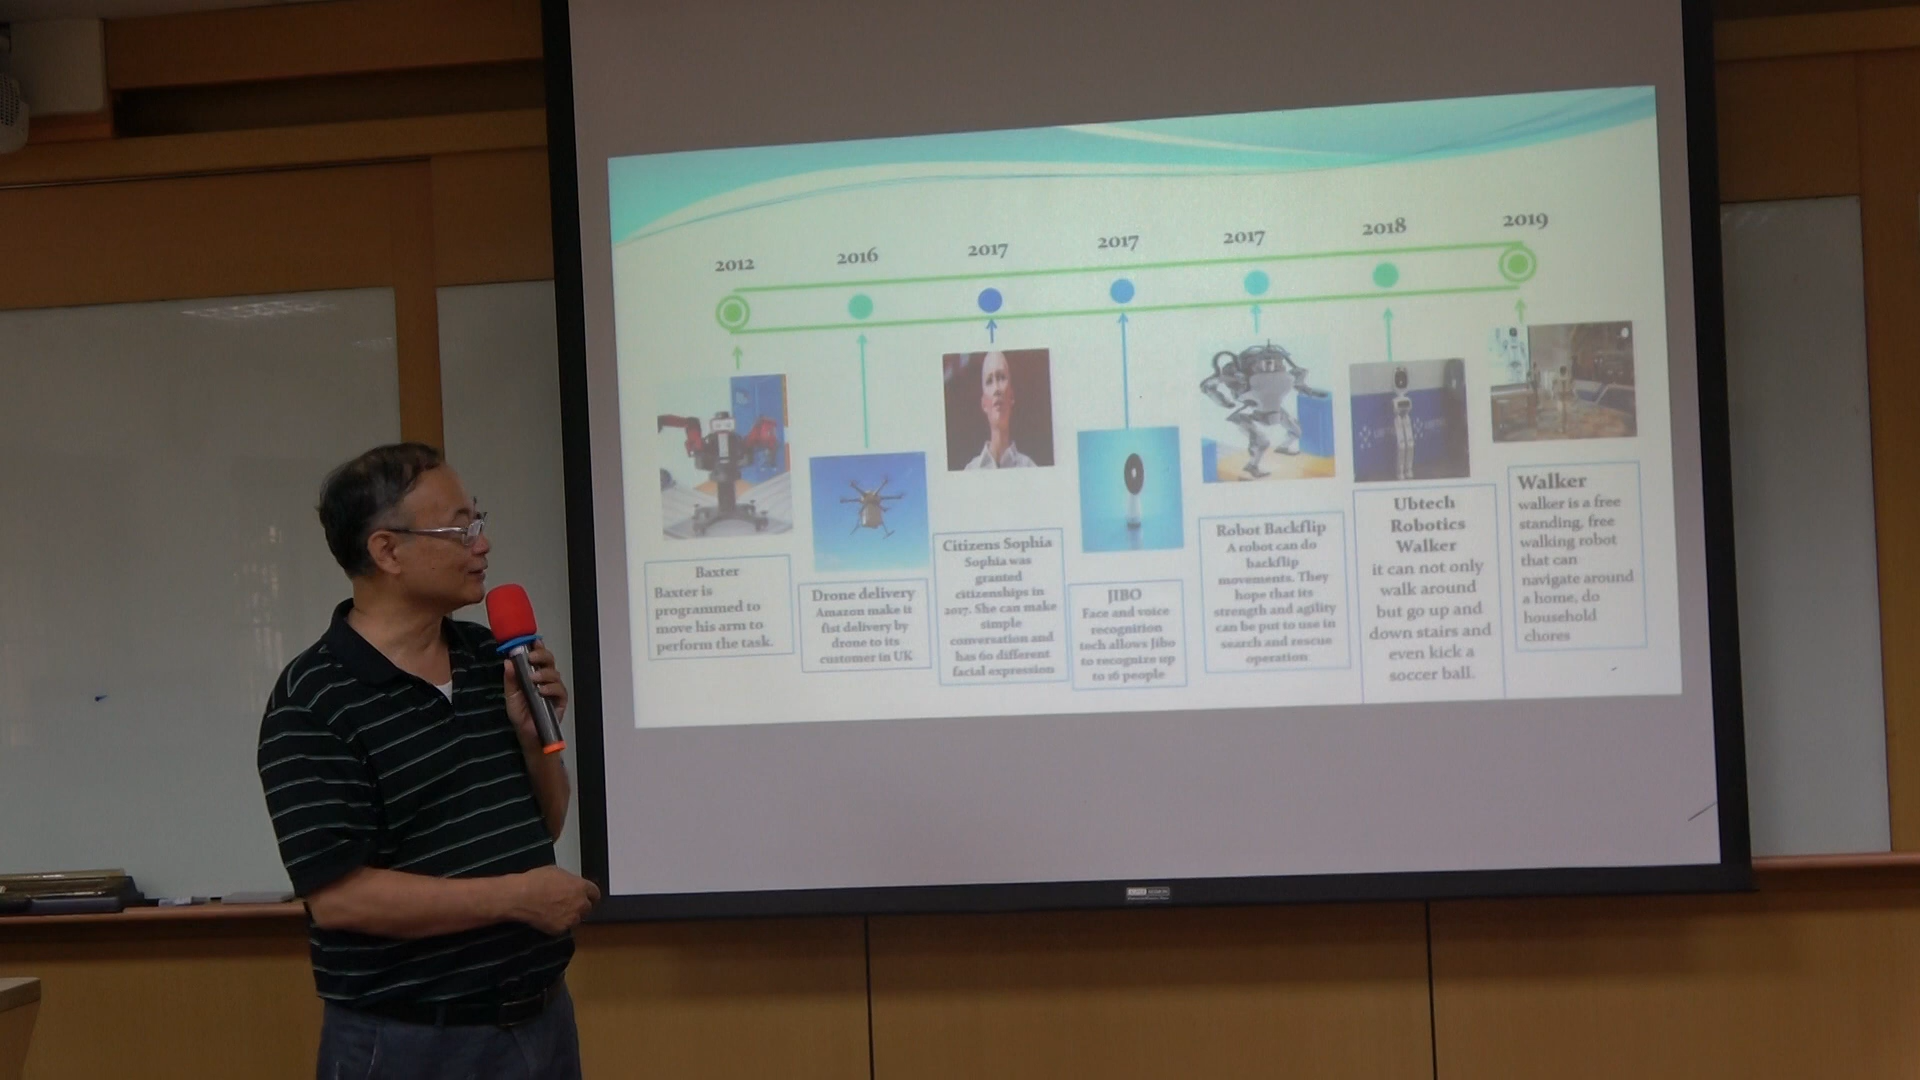 2012
2016
2017
2017
2017
2018
2019
Baxter
Baxter is
programmed to
move his arm to
perform the task.
Drone delivery
Amazon make is
fist delivery by
drone to its
customer in UK
Citizens Sophia
Sophia was
granted
citizenships in
2017. She can make
simple
conversation and
has 60 different
facial expression
JIBO
Face and voice
recognition
tech allows Jibo
to recognize up
to 16 people
Robot Backflip
A robot can do
backflip
movements. They
hope that its
strength and agility
can be put to use in
search and rescue
operation
Ubtech
Robotics
Walker
it can not only
walk around
but go up and
down stairs and
even kick a
soccer ball.
Walker
walker is a free
standing, free
walking robot
that can
navigate around
a home, do
household
chores